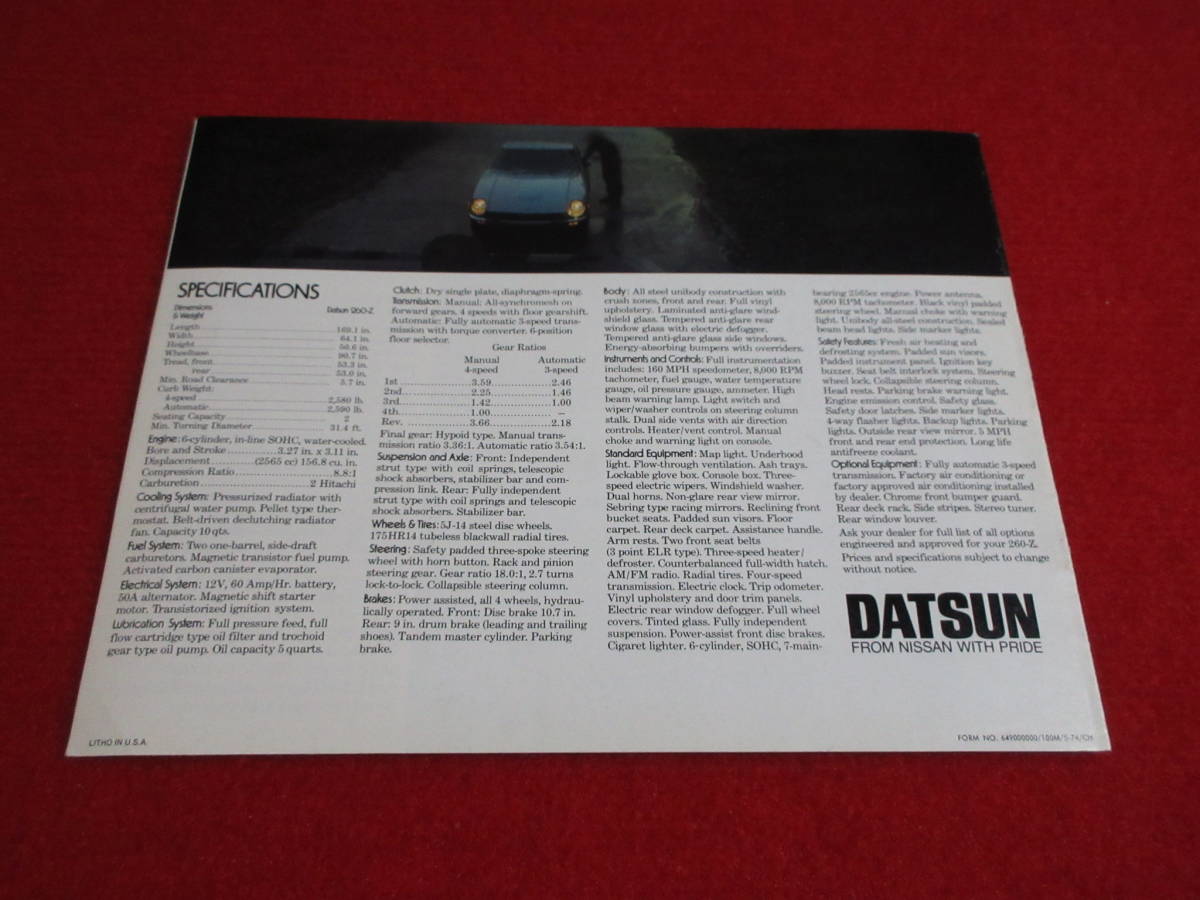 SPECIFICATIONS
Dimensions & Weight
Datsun 260-Z
Length 169.1 in.
Width 64.1 in.
Height 50.6 in.
Wheelbase 90.7 in.
Tread, front 53.3 in.
rear 53.0 in.
Min. Road Clearance 5.7 in.
Curb Weight:
4-speed 2,580 lb.
Automatic 2,590 lb.
Seating Capacity 2
Min. Turning Diameter 31.4 ft.
Engine: 6-cylinder, in-line SOHC, water-cooled.
Bore and Stroke 3.27 in. x 3.11 in.
Displacement (2565 cc) 156.8 cu. in.
Compression Ratio 8.8:1
Carburetion 2 Hitachi
Cooling System: Pressurized radiator with
centrifugal water pump. Pellet type ther-
mostat. Belt-driven declutching radiator
fan. Capacity 10 qts.
Fuel System: Two one-barrel, side-draft
carburetors. Magnetic transistor fuel pump.
Activated carbon canister evaporator.
Electrical System: 12V, 60 Amp/Hr. battery,
50A alternator. Magnetic shift starter
motor. Transistorized ignition system.
Lubrication System: Full pressure feed, full
flow cartridge type oil filter and trochoid
gear type oil pump. Oil capacity 5 quarts.
Clutch: Dry single plate, diaphragm-spring.
Transmission: Manual: All-synchromesh on
forward gears. 4 speeds with floor gearshift.
Automatic: Fully automatic 3-speed trans-
mission with torque converter. 6-position
floor selector.
Gear Ratios
Manual Automatic
4-speed 3-speed
1st 3.59 2.46
2nd 2.25 1.46
3rd 1.42 1.00
4th 1.00 –
Rev. 3.66 2.18
Final gear: Hypoid type. Manual trans-
mission ratio 3.36:1. Automatic ratio 3.54:1.
Suspension and Axle: Front: Independent
strut type with coil springs, telescopic
shock absorbers, stabilizer bar and com-
pression link. Rear: Fully independent
strut type with coil springs and telescopic
shock absorbers. Stabilizer bar.
Wheels & Tires: 5J-14 steel disc wheels.
175HR14 tubeless blackwall radial tires.
Steering: Safety padded three-spoke steering
wheel with horn button. Rack and pinion
steering gear. Gear ratio 18.0:1, 2.7 turns
lock-to-lock. Collapsible steering column.
Brakes: Power assisted, all 4 wheels, hydrau-
lically operated. Front: Disc brake 10.7 in.
Rear: 9 in. drum brake (leading and trailing
shoes). Tandem master cylinder. Parking
brake.
Body: All steel unibody construction with
crush zones, front and rear. Full vinyl
upholstery. Laminated anti-glare wind-
shield glass. Tempered anti-glare rear
window glass with electric defogger.
Tempered anti-glare glass side windows.
Energy-absorbing bumpers with overriders.
Instruments and Controls: Full instrumentation
includes: 160 MPH speedometer, 8,000 RPM
tachometer, fuel gauge, water temperature
gauge, oil pressure gauge, ammeter. High
beam warning lamp. Light switch and
wiper/washer controls on steering column
stalk. Dual side vents with air direction
controls. Heater/vent control. Manual
choke and warning light on console.
Standard Equipment: Map light. Underhood
light. Flow-through ventilation. Ash trays.
Lockable glove box. Console box. Three-
speed electric wipers. Windshield washer.
Dual horns. Non-glare rear view mirror.
Sebring type racing mirrors. Reclining front
bucket seats. Padded sun visors. Floor
carpet. Rear deck carpet. Assistance handle.
Arm rests. Two front seat belts
(3 point ELR type). Three-speed heater/
defroster. Counterbalanced full-width hatch.
AM/FM radio. Radial tires. Four-speed
transmission. Electric clock. Trip odometer.
Vinyl upholstery and door trim panels.
Electric rear window defogger. Full wheel
covers. Tinted glass. Fully independent
suspension. Power-assist front disc brakes.
Cigaret lighter. 6-cylinder, SOHC, 7-main-
bearing 2565cc engine. Power antenna.
8,000 RPM tachometer. Black vinyl padded
steering wheel. Manual choke with warning
light. Unibody all-steel construction. Sealed
beam head lights. Side marker lights.
Safety Features: Fresh air heating and
defrosting system. Padded sun visors.
Padded instrument panel. Ignition key
buzzer. Seat belt interlock system. Steering
wheel lock. Collapsible steering column.
Head rests. Parking brake warning light.
Engine emission control. Safety glass.
Safety door latches. Side marker lights.
4-way flasher lights. Backup lights. Parking
lights. Outside rear view mirror. 5 MPH
front and rear end protection. Long life
antifreeze coolant.
Optional Equipment: Fully automatic 3-speed
transmission. Factory air conditioning or
factory approved air conditioning installed
by dealer. Chrome front bumper guard.
Rear deck rack. Side stripes. Stereo tuner.
Rear window louver.
Ask your dealer for full list of all options
engineered and approved for your 260-Z.
Prices and specifications subject to change
without notice.
DATSUN
FROM NISSAN WITH PRIDE
LITHO IN U.S.A.
FORM NO. 649000000/100M/5-74/CH